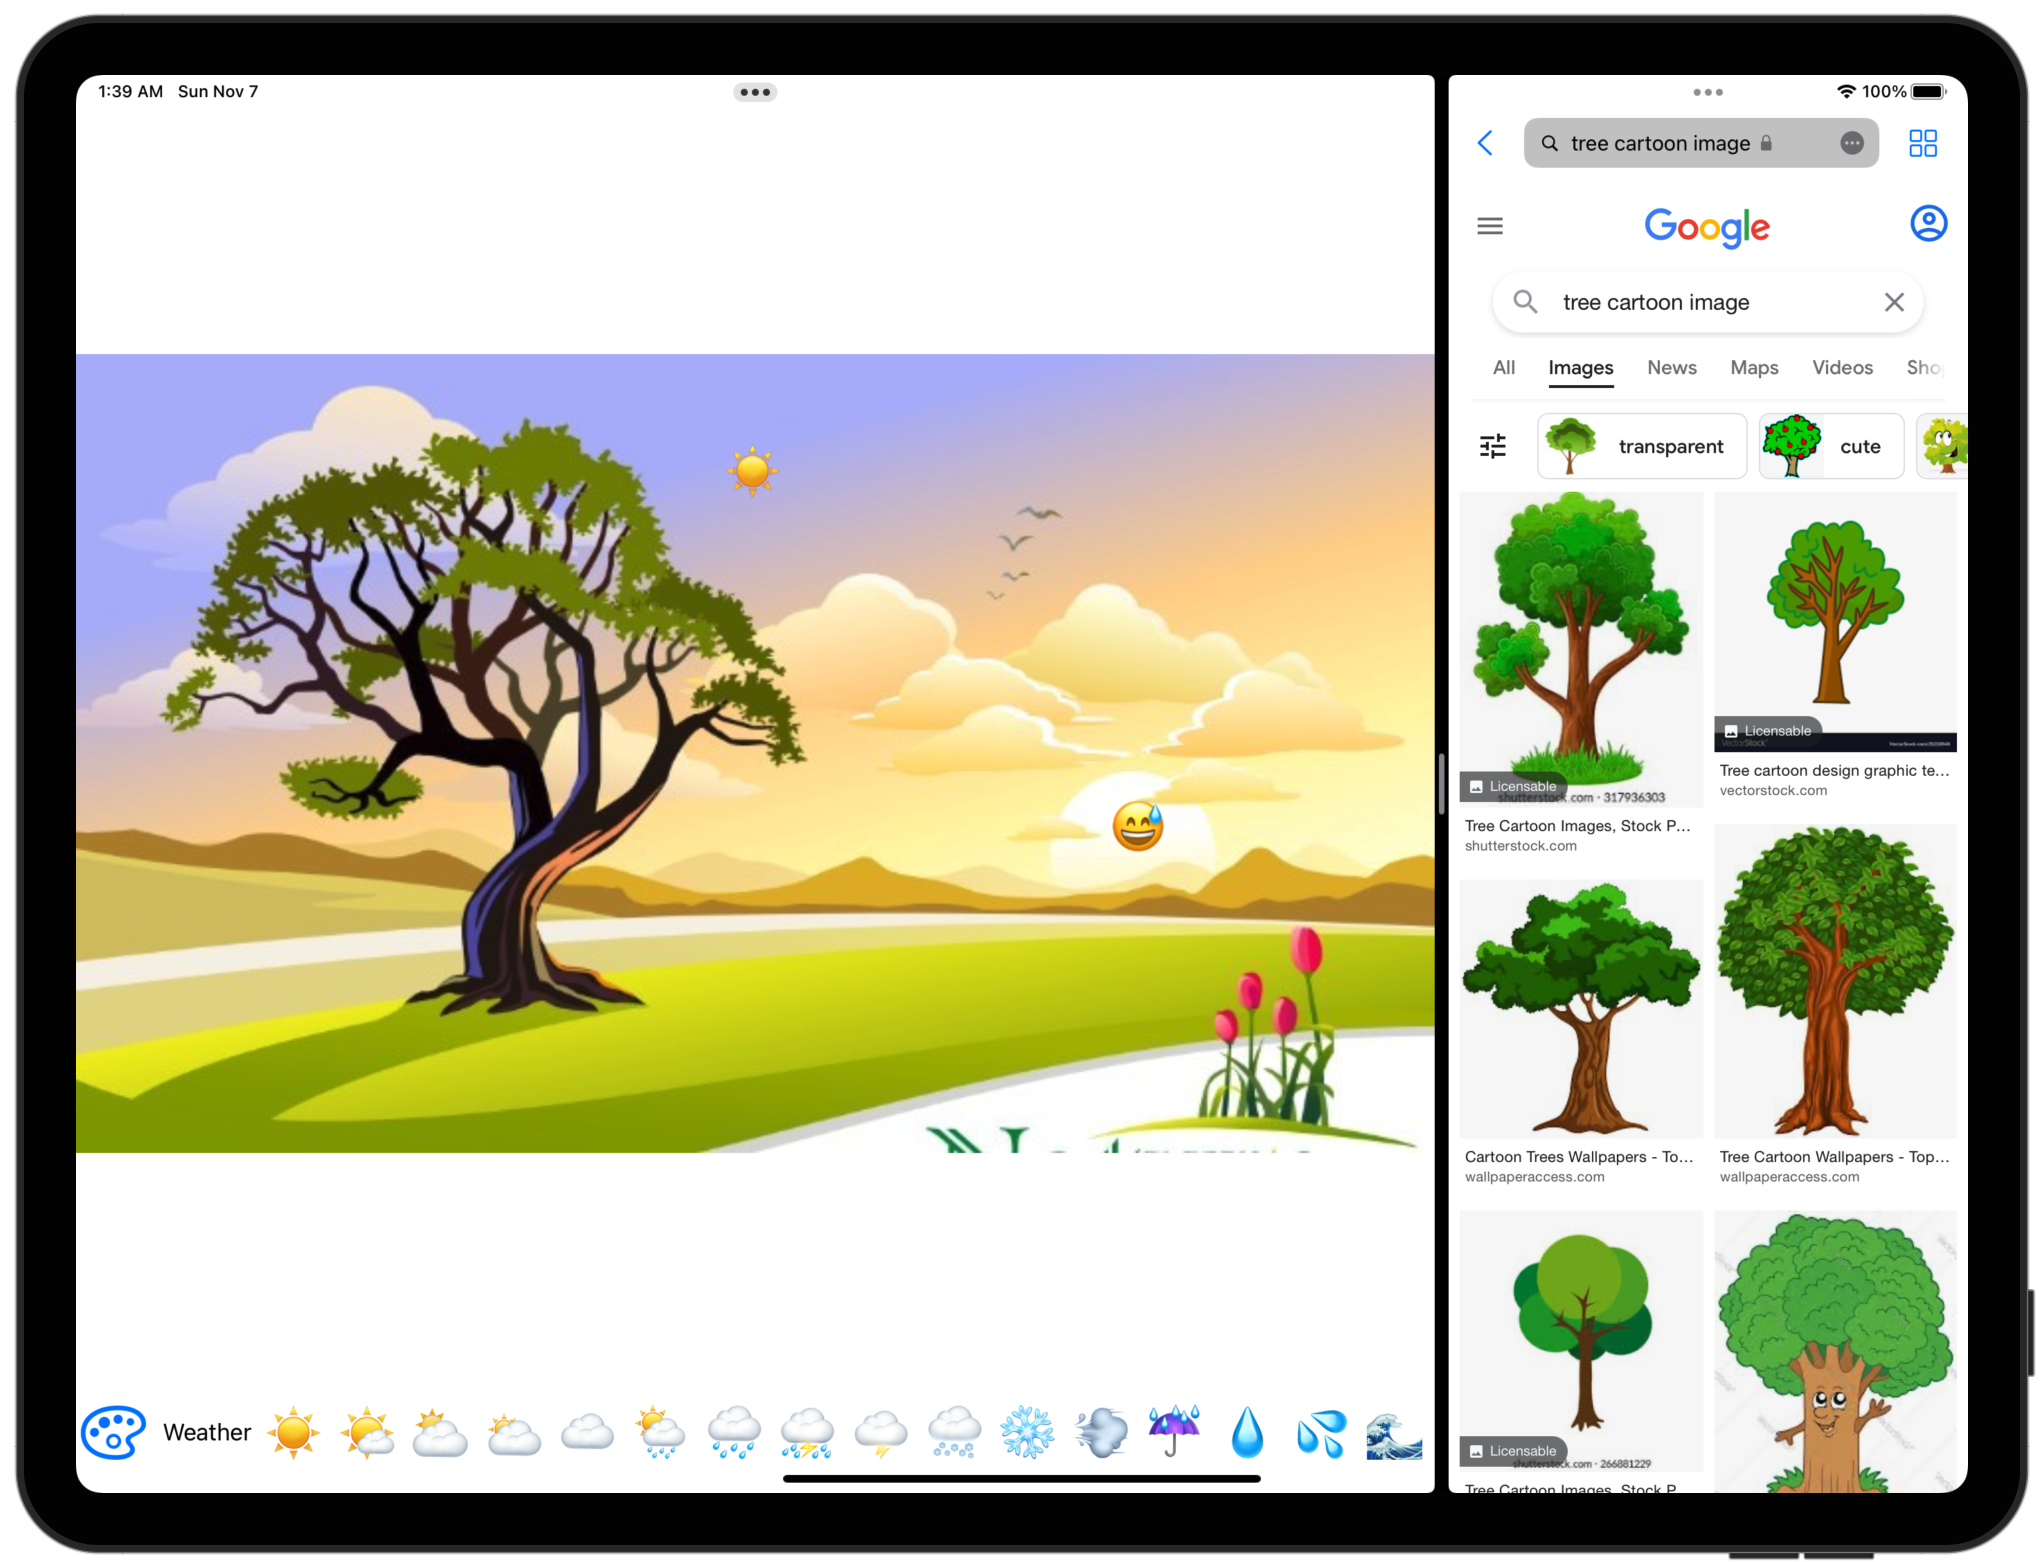 1:39 AM Sun Nov 7
100%
tree cartoon image
Google
tree cartoon image
All Images News Maps Videos
transparent cute
Licensable
shutterstock.com · 317936303
Tree Cartoon Images, Stock P...
shutterstock.com
Licensable
VectorStock
Tree cartoon design graphic te...
vectorstock.com
Cartoon Trees Wallpapers - To...
wallpaperaccess.com
Tree Cartoon Wallpapers - Top...
wallpaperaccess.com
Licensable
shutterstock.com · 266881229
Tree Cartoon Images, Stock P
Weather